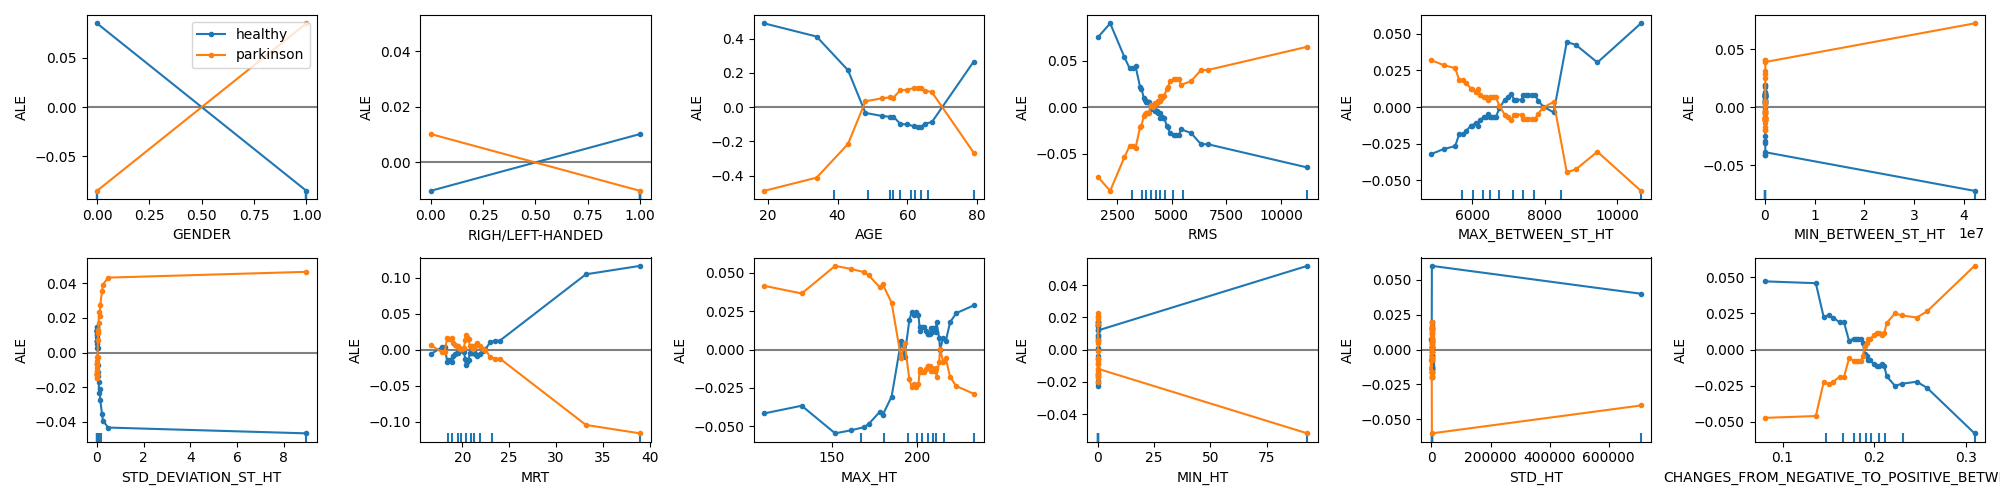 healthy
parkinson
ALE
0.05
0.00
−0.05
0.00 0.25 0.50 0.75 1.00
GENDER
ALE
0.04
0.02
0.00
0.00 0.25 0.50 0.75 1.00
RIGH/LEFT-HANDED
ALE
0.4
0.2
0.0
−0.2
−0.4
20 40 60 80
AGE
ALE
0.05
0.00
−0.05
2500 5000 7500 10000
RMS
ALE
0.050
0.025
0.000
−0.025
−0.050
6000 8000 10000
MAX_BETWEEN_ST_HT
ALE
0.05
0.00
−0.05
0 1 2 3 4
1e7
MIN_BETWEEN_ST_HT
ALE
0.04
0.02
0.00
−0.02
−0.04
0 2 4 6 8
STD_DEVIATION_ST_HT
ALE
0.10
0.05
0.00
−0.05
−0.10
20 25 30 35 40
MRT
ALE
0.050
0.025
0.000
−0.025
−0.050
150 200
MAX_HT
ALE
0.04
0.02
0.00
−0.02
−0.04
0 25 50 75
MIN_HT
ALE
0.050
0.025
0.000
−0.025
−0.050
0 200000 400000 600000
STD_HT
ALE
0.050
0.025
0.000
−0.025
−0.050
0.1 0.2 0.3
CHANGES_FROM_NEGATIVE_TO_POSITIVE_BETW